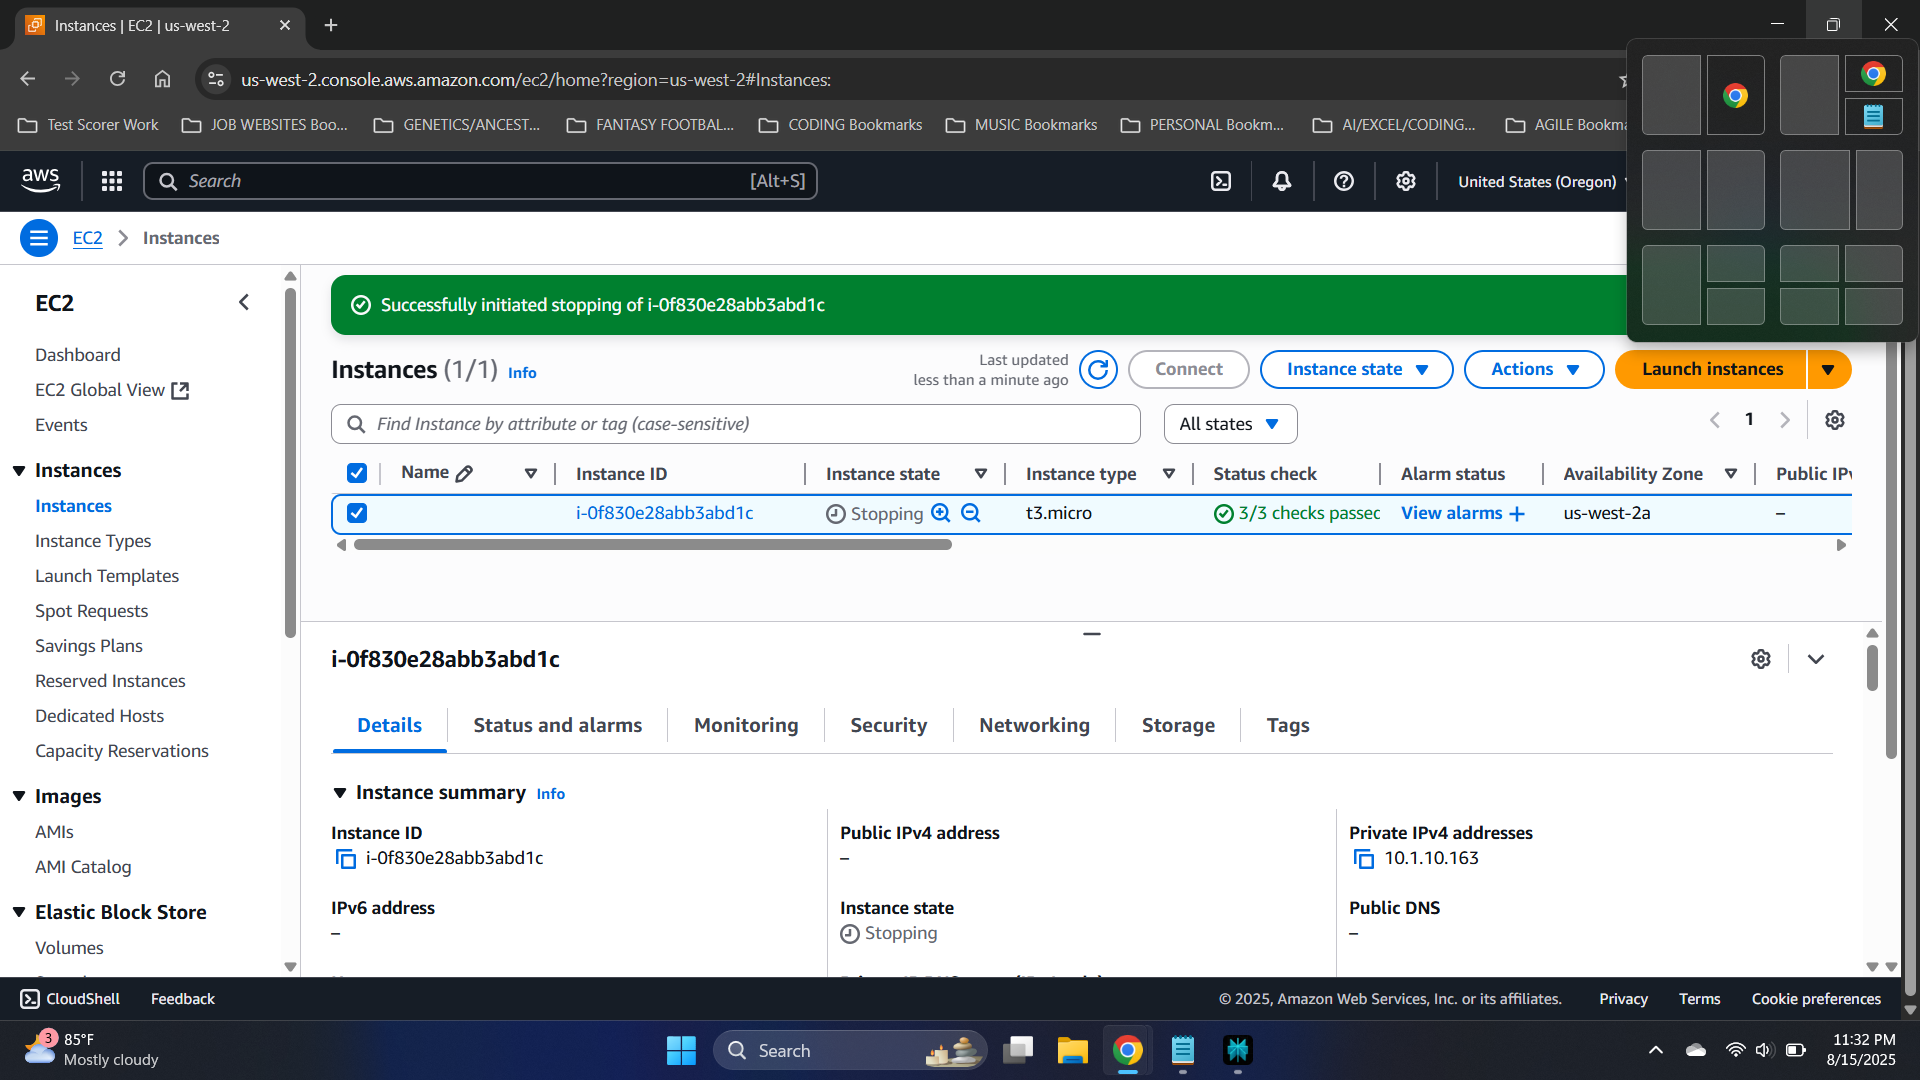 Instances | EC2 | us-west-2
us-west-2.console.aws.amazon.com/ec2/home?region=us-west-2#Instances:
Test Scorer Work
JOB WEBSITES Boo...
GENETICS/ANCEST...
FANTASY FOOTBAL...
CODING Bookmarks
MUSIC Bookmarks
PERSONAL Bookm...
AI/EXCEL/CODING...
AGILE Bookma
aws
Search
[Alt+S]
United States (Oregon)
EC2
Instances
EC2
Dashboard
EC2 Global View
Events
Instances
Instances
Instance Types
Launch Templates
Spot Requests
Savings Plans
Reserved Instances
Dedicated Hosts
Capacity Reservations
Images
AMIs
AMI Catalog
Elastic Block Store
Volumes
Successfully initiated stopping of i-0f830e28abb3abd1c
Instances (1/1) Info
Last updated
less than a minute ago
Connect
Instance state
Actions
Launch instances
Find Instance by attribute or tag (case-sensitive)
All states
1
Name
Instance ID
Instance state
Instance type
Status check
Alarm status
Availability Zone
Public IPv
i-0f830e28abb3abd1c
Stopping
t3.micro
3/3 checks passed
View alarms +
us-west-2a
–
i-0f830e28abb3abd1c
Details
Status and alarms
Monitoring
Security
Networking
Storage
Tags
Instance summary Info
Instance ID
i-0f830e28abb3abd1c
Public IPv4 address
–
Private IPv4 addresses
10.1.10.163
IPv6 address
–
Instance state
Stopping
Public DNS
–
CloudShell
Feedback
© 2025, Amazon Web Services, Inc. or its affiliates.
Privacy
Terms
Cookie preferences
3
85°F
Mostly cloudy
Search
11:32 PM
8/15/2025